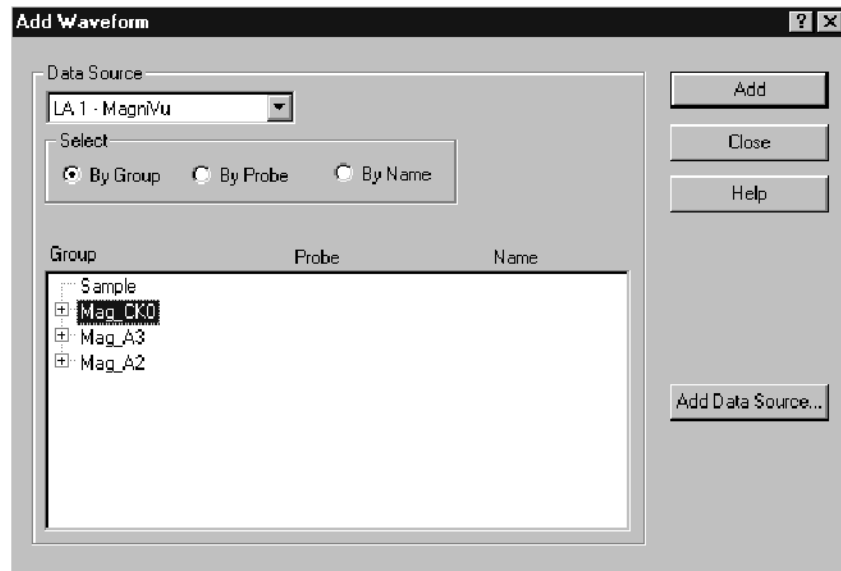 Add Waveform
Data Source
LA 1 - MagniVu
Select
By Group By Probe By Name
Add
Close
Help
Group Probe Name
Sample
Mag_CK0
Mag_A3
Mag_A2
Add Data Source...